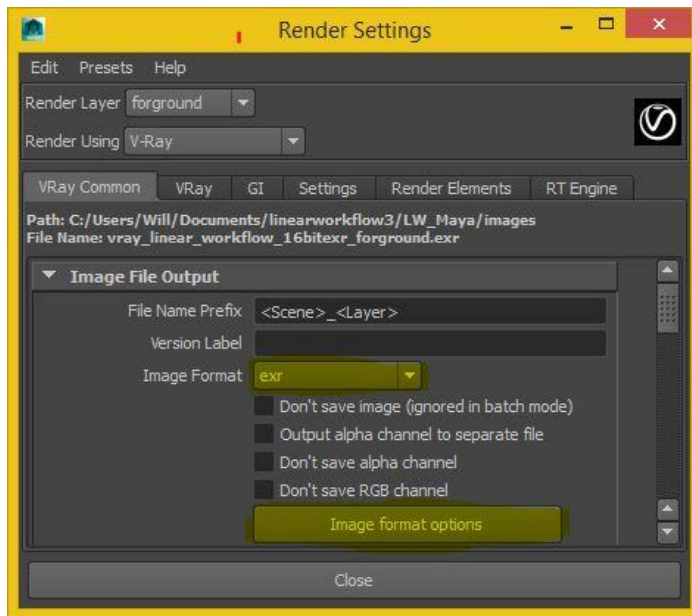 Render Settings
Edit Presets Help
Render Layer forground
Render Using V-Ray
VRay Common VRay GI Settings Render Elements RT Engine
Path: C:/Users/Will/Documents/linearworkflow3/LW_Maya/images
File Name: vray_linear_workflow_16bitexr_forground.exr
Image File Output
File Name Prefix <Scene>_<Layer>
Version Label
Image Format exr
Don't save image (ignored in batch mode)
Output alpha channel to separate file
Don't save alpha channel
Don't save RGB channel
Image format options
Close